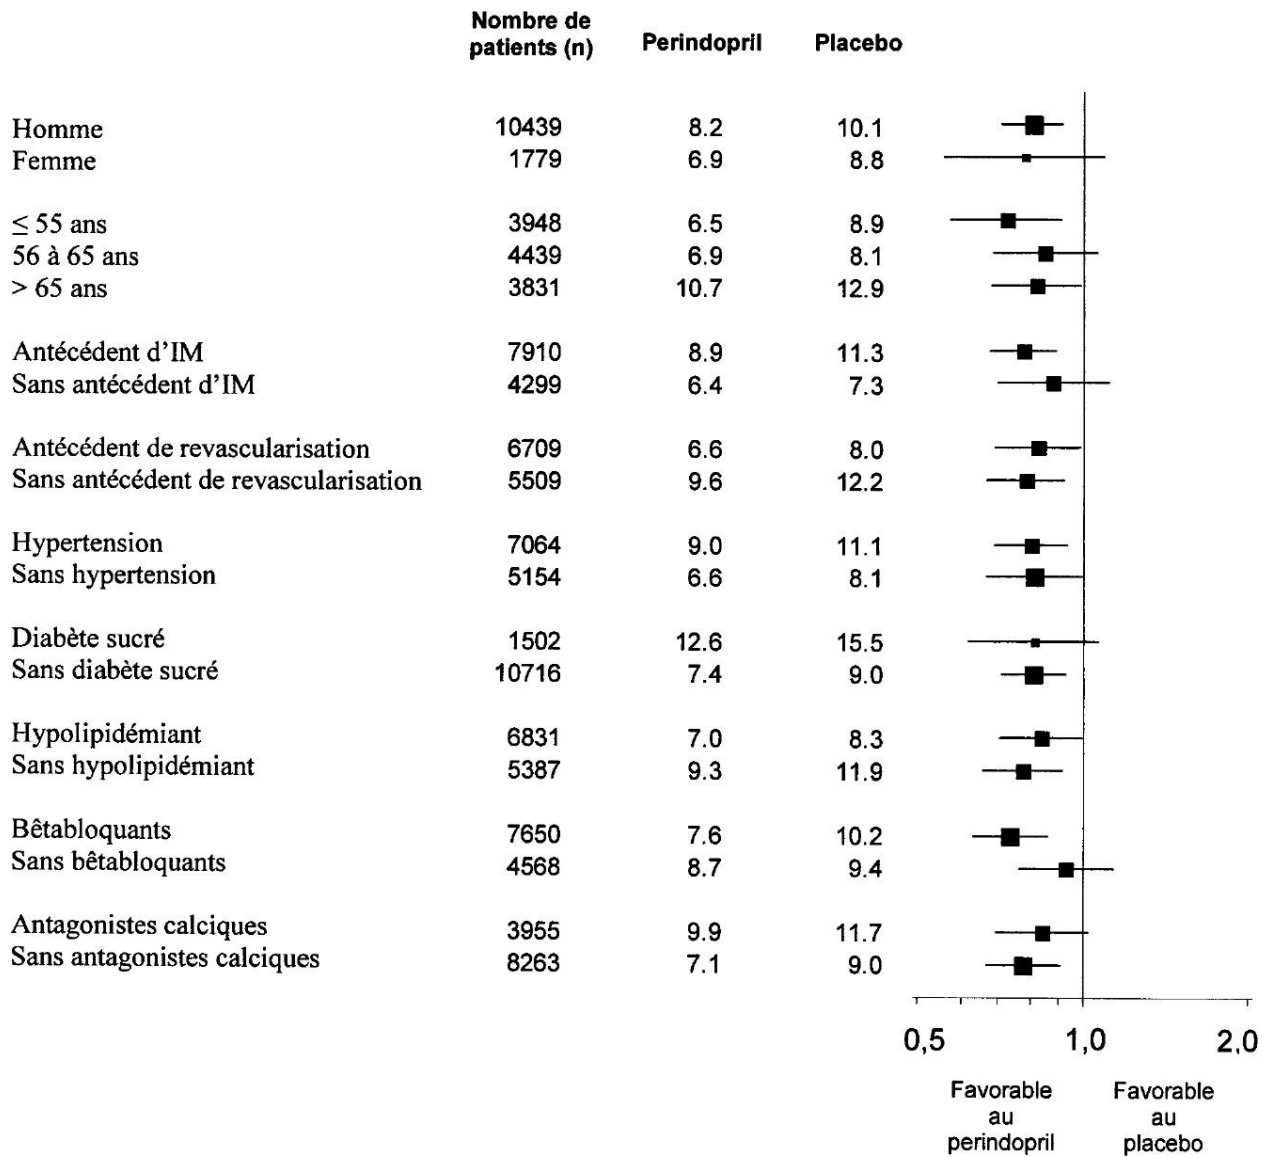 Nombre de
patients (n) Perindopril Placebo
Homme 10439 8.2 10.1
Femme 1779 6.9 8.8
≤ 55 ans 3948 6.5 8.9
56 à 65 ans 4439 6.9 8.1
> 65 ans 3831 10.7 12.9
Antécédent d’IM 7910 8.9 11.3
Sans antécédent d’IM 4299 6.4 7.3
Antécédent de revascularisation 6709 6.6 8.0
Sans antécédent de revascularisation 5509 9.6 12.2
Hypertension 7064 9.0 11.1
Sans hypertension 5154 6.6 8.1
Diabète sucré 1502 12.6 15.5
Sans diabète sucré 10716 7.4 9.0
Hypolipidémiant 6831 7.0 8.3
Sans hypolipidémiant 5387 9.3 11.9
Bêtabloquants 7650 7.6 10.2
Sans bêtabloquants 4568 8.7 9.4
Antagonistes calciques 3955 9.9 11.7
Sans antagonistes calciques 8263 7.1 9.0
0,5 1,0 2,0
Favorable Favorable
au au
perindopril placebo